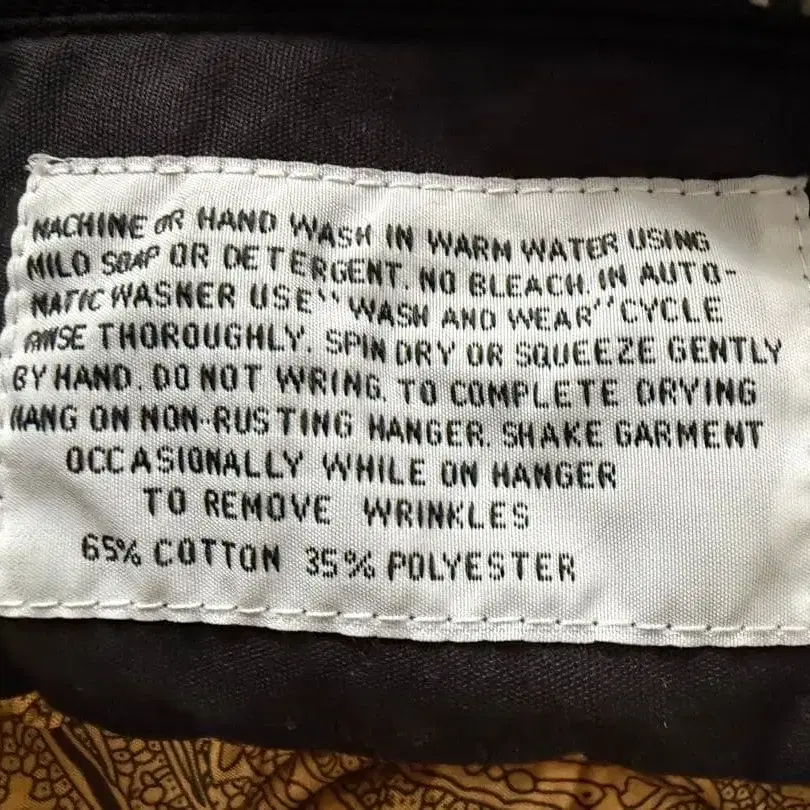 MACHINE OR HAND WASH IN WARM WATER USING
MILD SOAP OR DETERGENT. NO BLEACH. IN AUTO-
MATIC WASHER USE "WASH AND WEAR" CYCLE
RINSE THOROUGHLY. SPIN DRY OR SQUEEZE GENTLY
BY HAND. DO NOT WRING. TO COMPLETE DRYING
HANG ON NON-RUSTING HANGER. SHAKE GARMENT
OCCASIONALLY WHILE ON HANGER
TO REMOVE WRINKLES
65% COTTON 35% POLYESTER